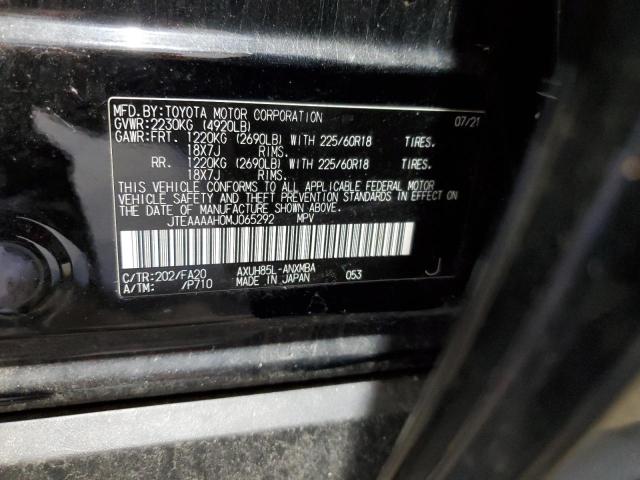 MFD.BY:TOYOTA MOTOR CORPORATION 07/21
GVWR:2230KG (4920LB)
GAWR:FRT. 1220KG (2690LB) WITH 225/60R18 TIRES.
18X7J RIMS.
RR. 1220KG (2690LB) WITH 225/60R18 TIRES.
18X7J RIMS.
THIS VEHICLE CONFORMS TO ALL APPLICABLE FEDERAL MOTOR
VEHICLE SAFETY AND THEFT PREVENTION STANDARDS IN EFFECT ON
THE DATE OF MANUFACTURE SHOWN ABOVE.
JTEAAAAH0MJ065292 MPV
C/TR:202/FA20 AXUH85L-ANXMBA
A/TM: /P710 MADE IN JAPAN 053 J